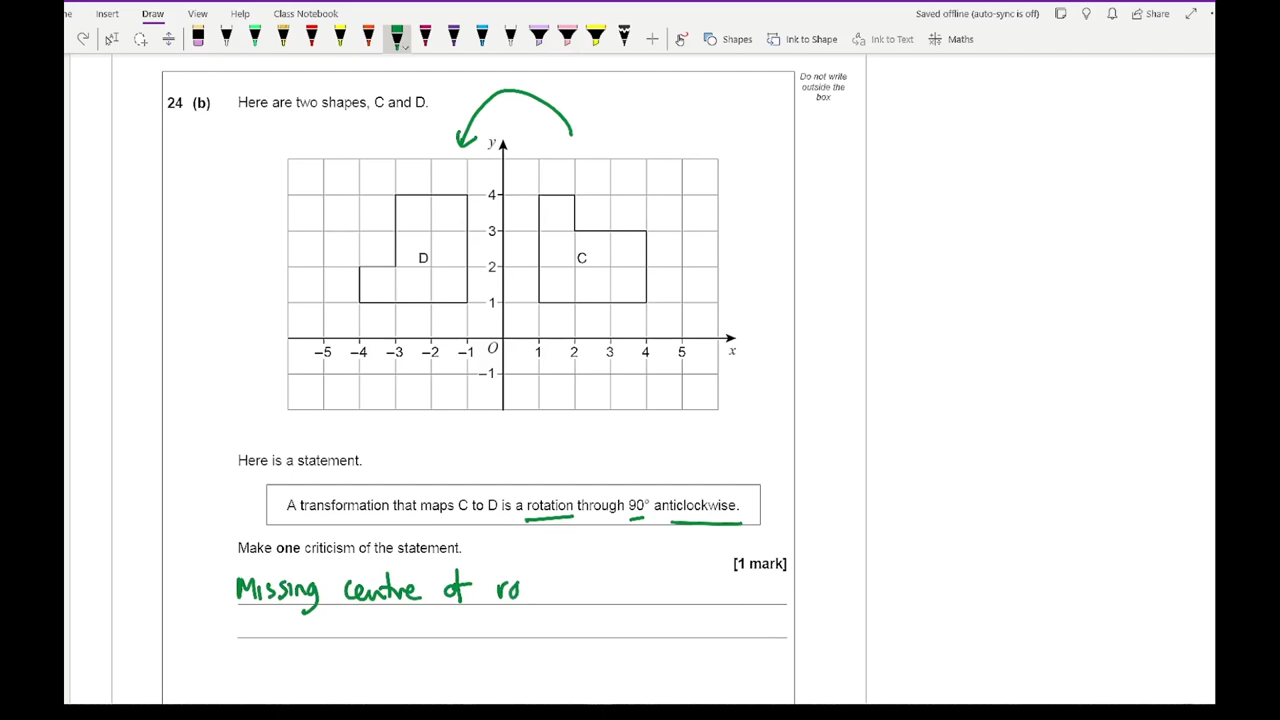 me Insert Draw View Help Class Notebook Saved offline (auto-sync is off) Share
Shapes Ink to Shape Ink to Text Maths
Do not write
outside the
box
24 (b) Here are two shapes, C and D.
y
4
3
D C
2
1
–5 –4 –3 –2 –1 O 1 2 3 4 5 x
–1
Here is a statement.
A transformation that maps C to D is a rotation through 90° anticlockwise.
Make one criticism of the statement.
[1 mark]
Missing centre of ro